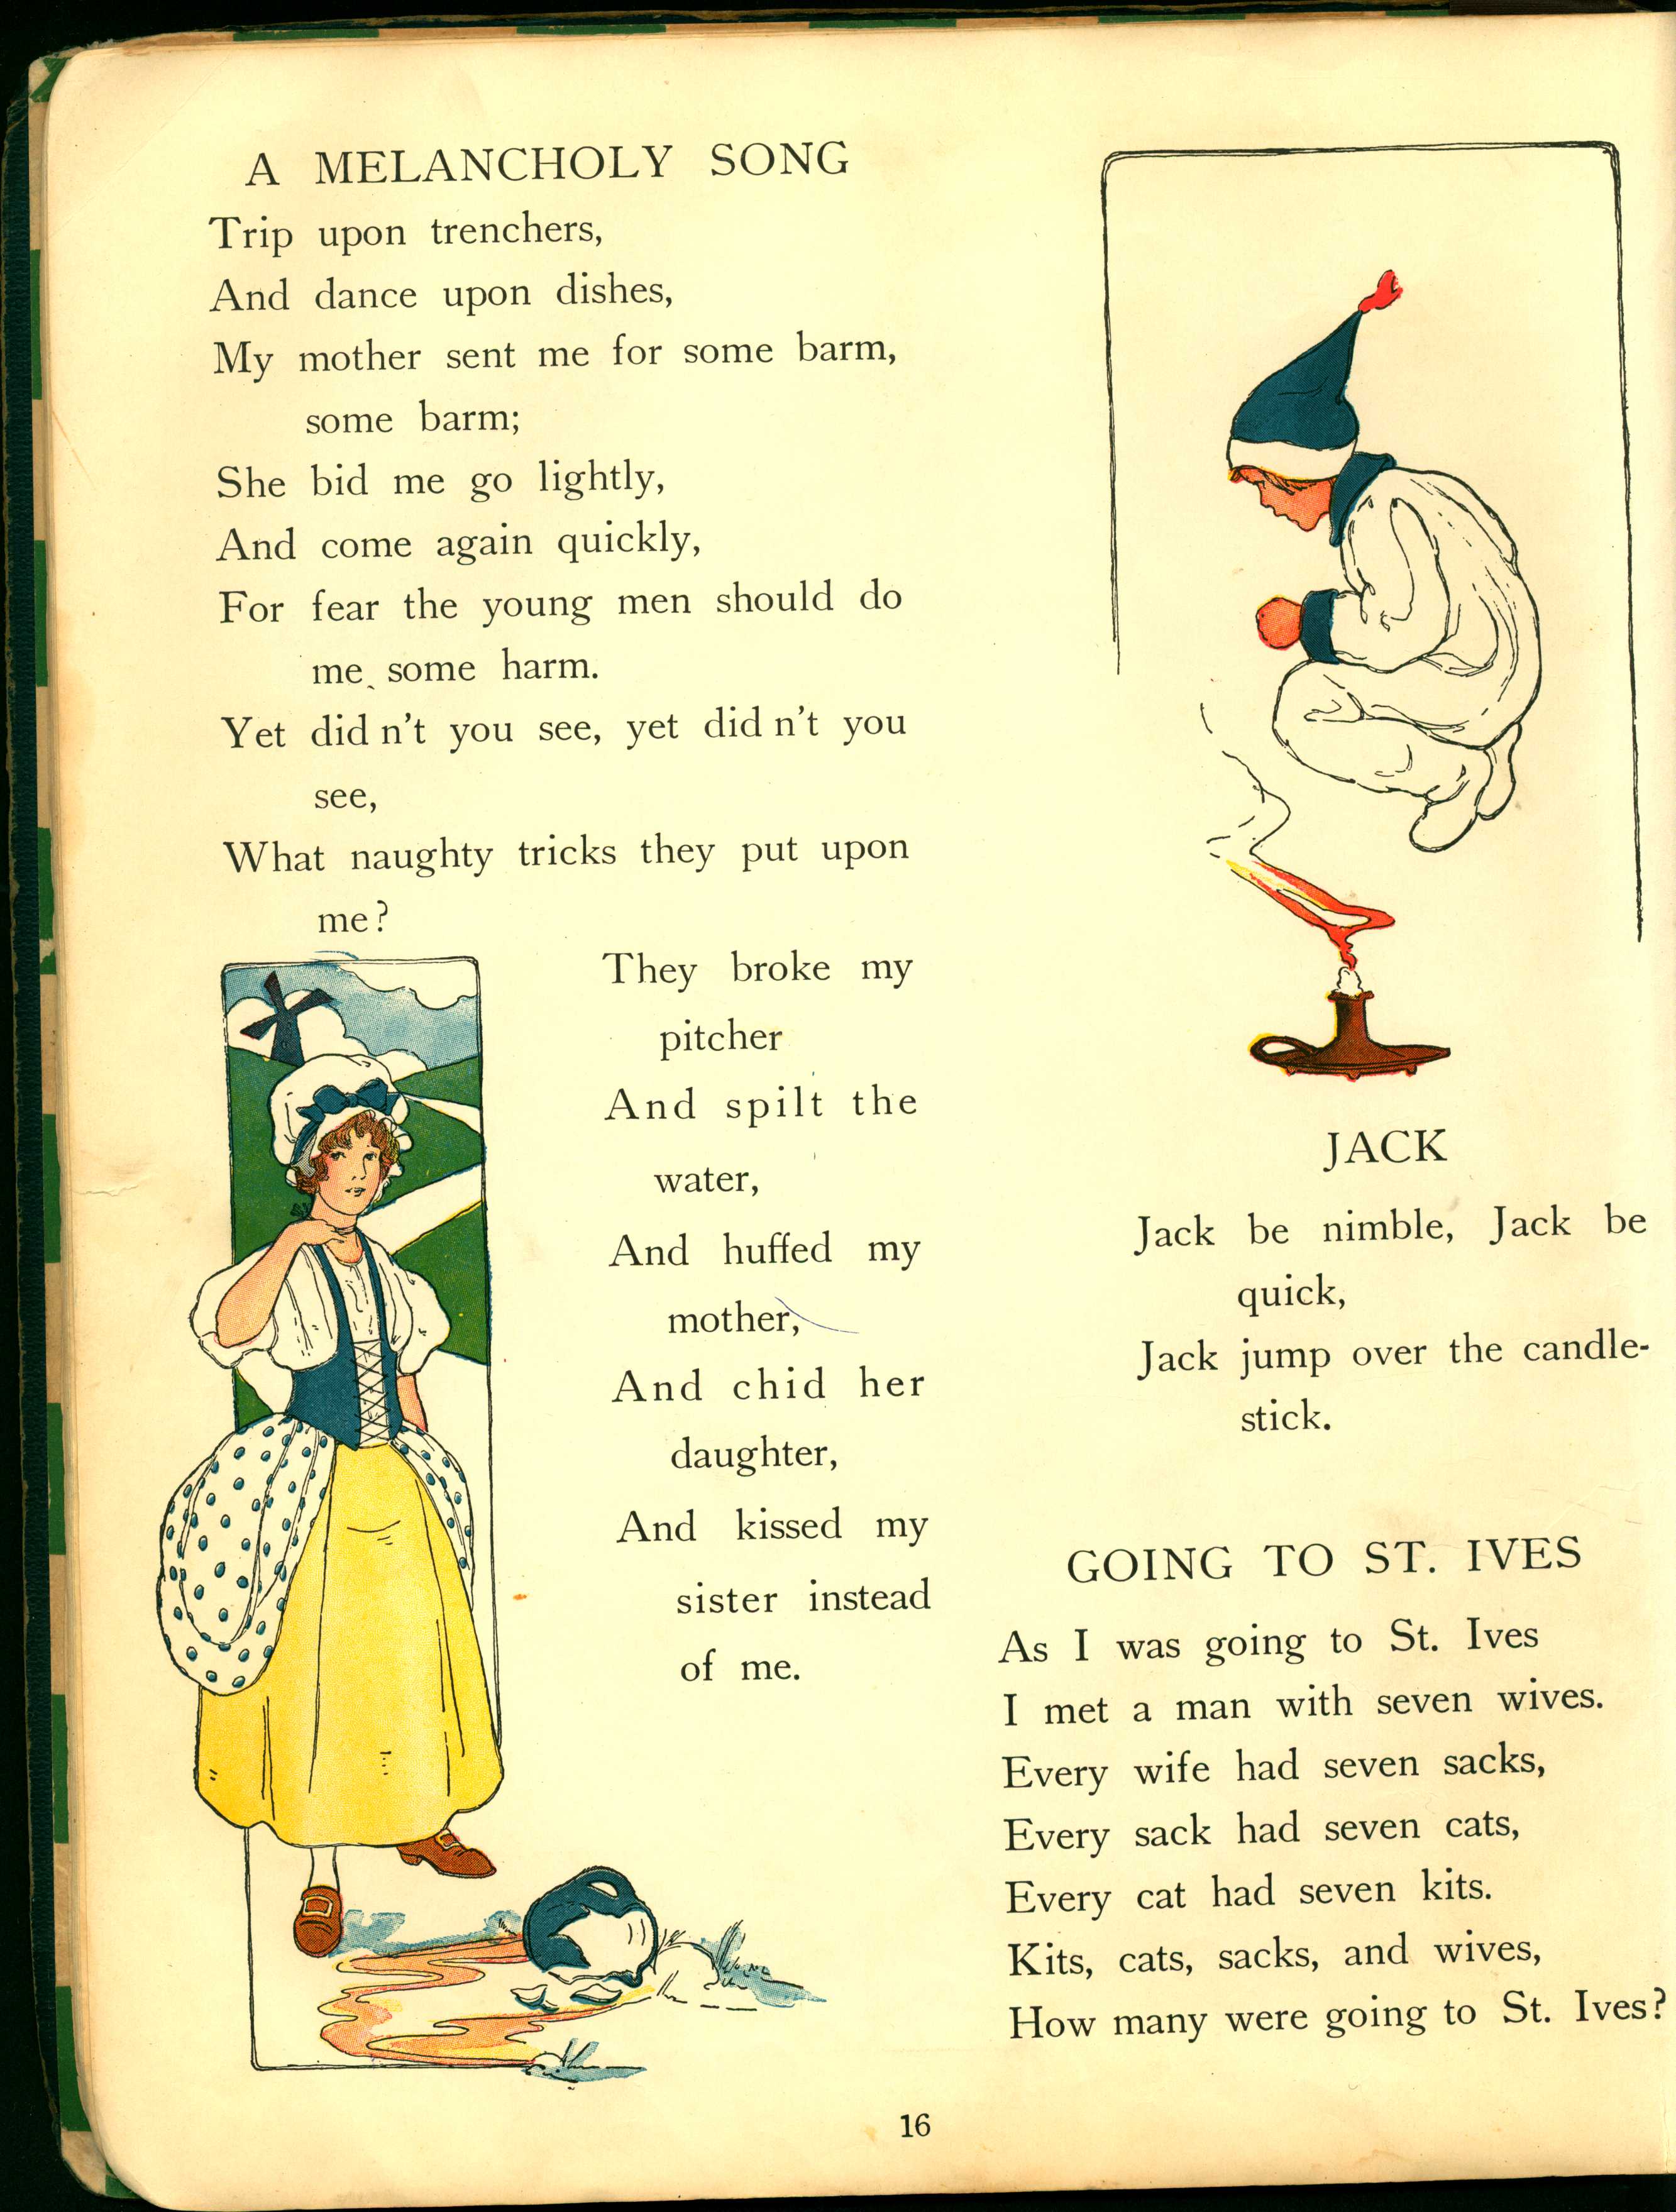 A MELANCHOLY SONG
Trip upon trenchers,
And dance upon dishes,
My mother sent me for some barm,
some barm;
She bid me go lightly,
And come again quickly,
For fear the young men should do
me some harm.
Yet did n't you see, yet did n't you
see,
What naughty tricks they put upon
me?
They broke my
pitcher
And spilt the
water,
And huffed my
mother,
And chid her
daughter,
And kissed my
sister instead
of me.
JACK
Jack be nimble, Jack be
quick,
Jack jump over the candle-
stick.
GOING TO ST. IVES
As I was going to St. Ives
I met a man with seven wives.
Every wife had seven sacks,
Every sack had seven cats,
Every cat had seven kits.
Kits, cats, sacks, and wives,
How many were going to St. Ives?
16